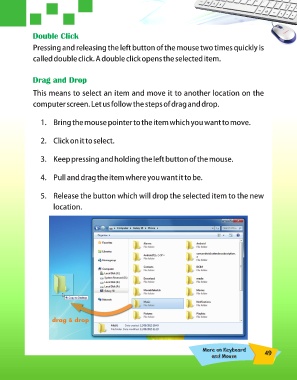 Double Click
Pressing and releasing the left button of the mouse two times quickly is
called double click. A double click opens the selected item.
Drag and Drop
This means to select an item and move it to another location on the
computer screen. Let us follow the steps of drag and drop.
1. Bring the mouse pointer to the item which you want to move.
2. Click on it to select.
3. Keep pressing and holding the left button of the mouse.
4. Pull and drag the item where you want it to be.
5. Release the button which will drop the selected item to the new
location.
drag & drop
More on Keyboard
and Mouse
49